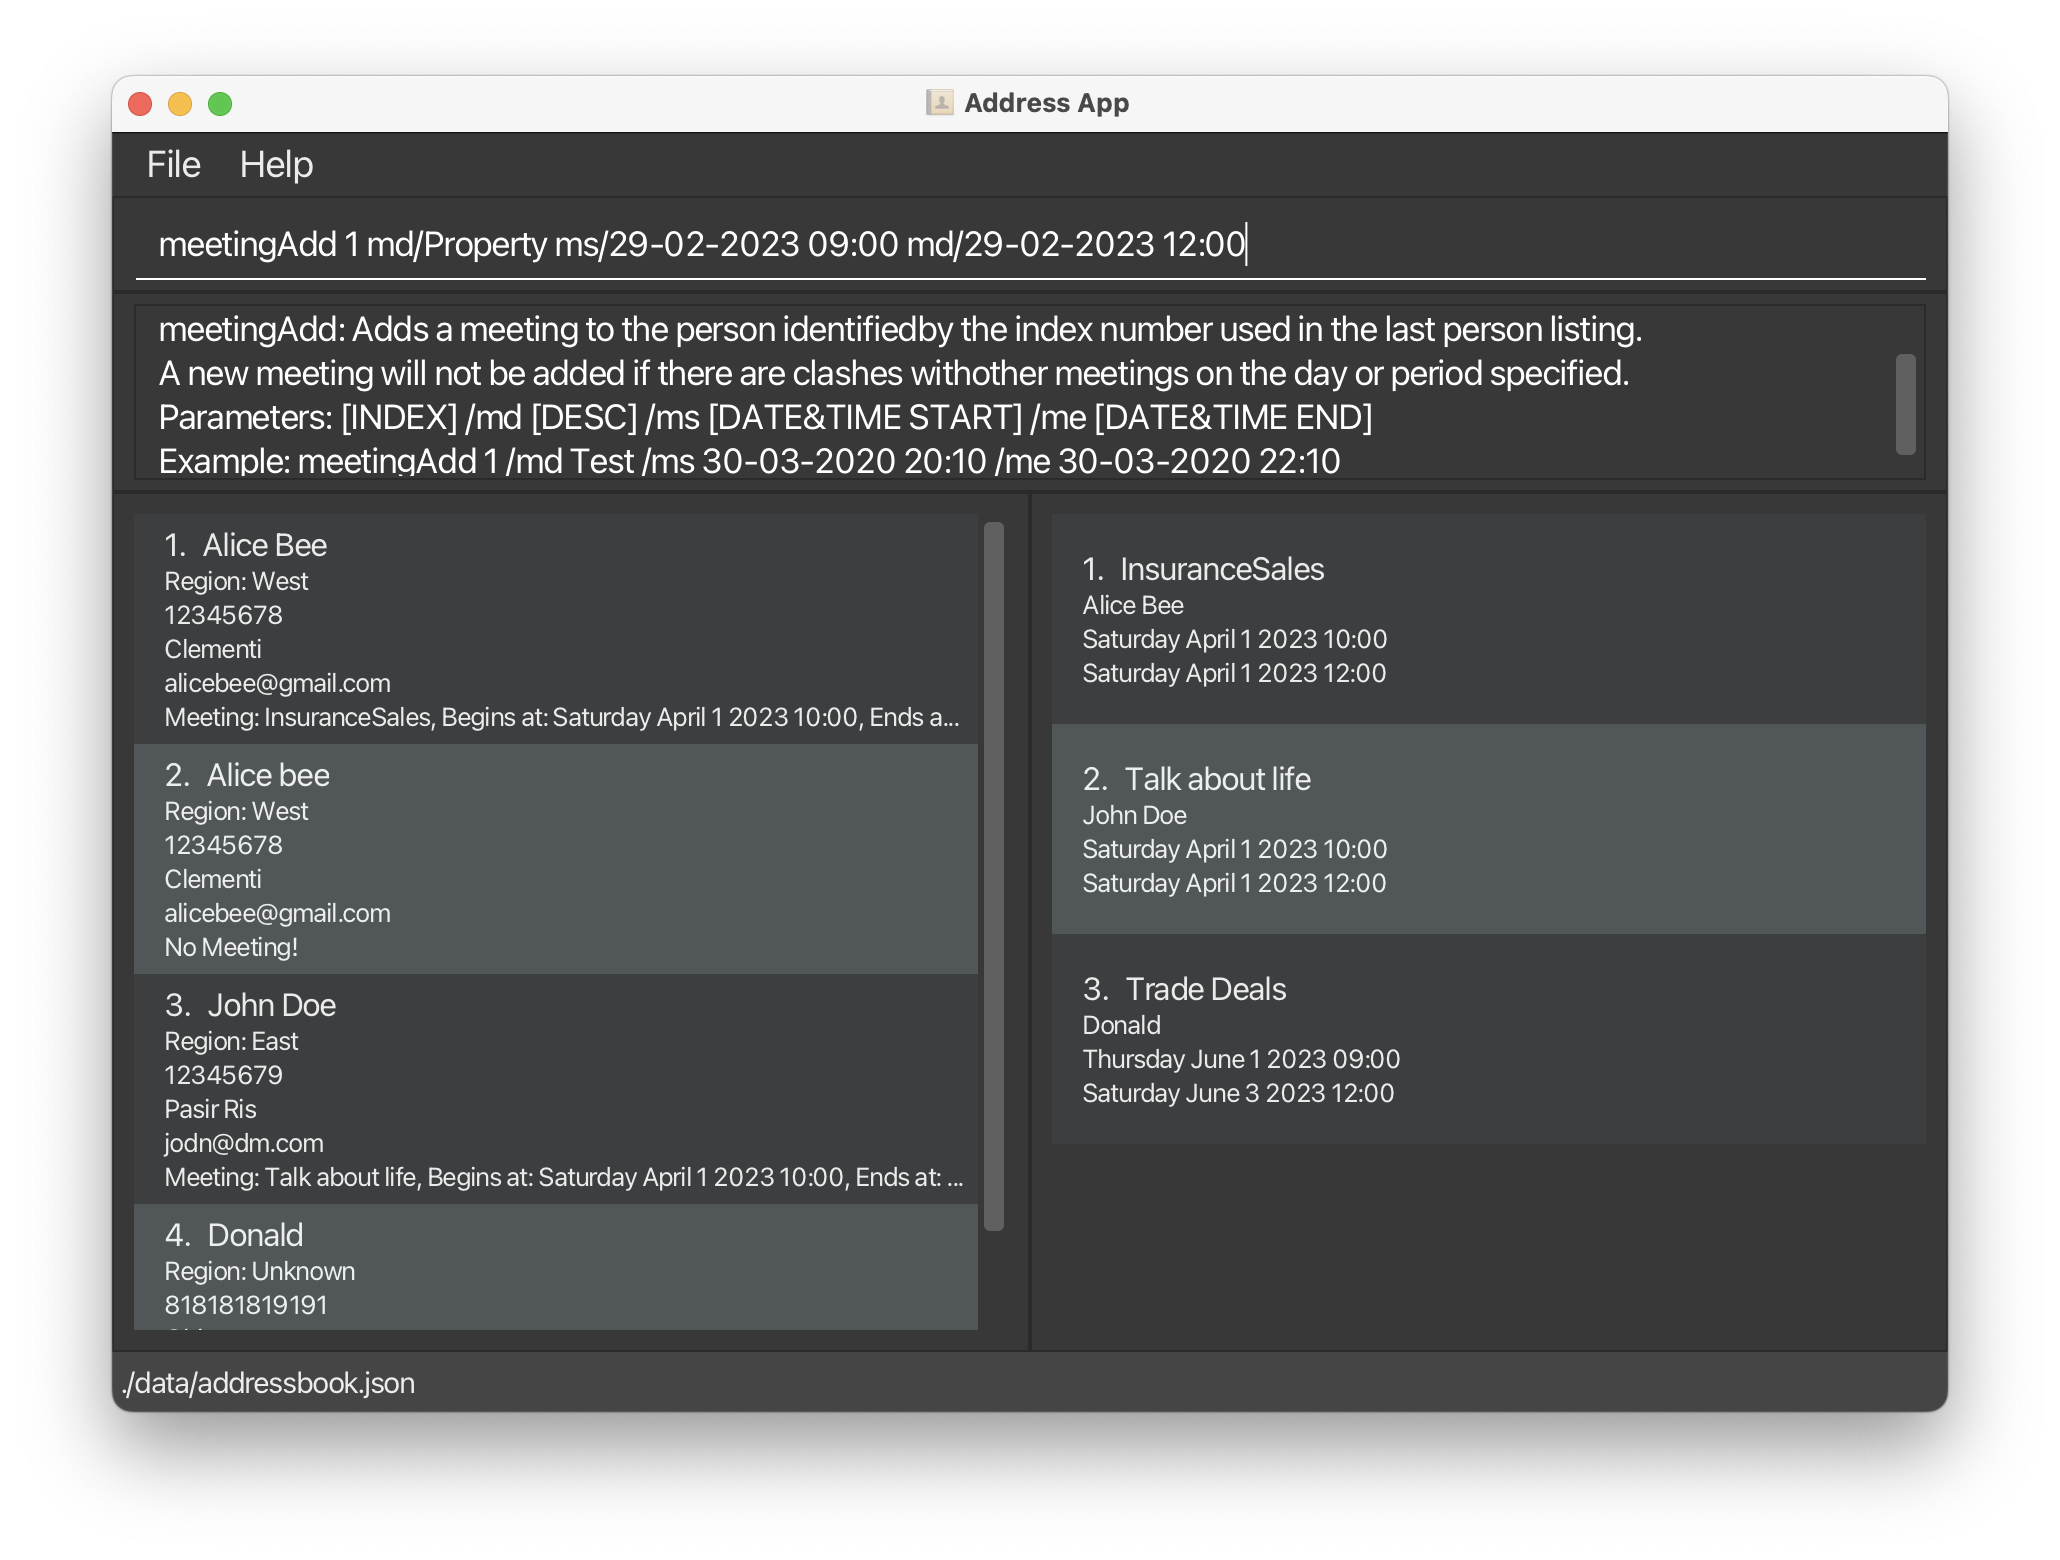 Address App
File Help
meetingAdd 1 md/Property ms/29-02-2023 09:00 md/29-02-2023 12:00
meetingAdd: Adds a meeting to the person identifiedby the index number used in the last person listing.
A new meeting will not be added if there are clashes withother meetings on the day or period specified.
Parameters: [INDEX] /md [DESC] /ms [DATE&TIME START] /me [DATE&TIME END]
Example: meetingAdd 1 /md Test /ms 30-03-2020 20:10 /me 30-03-2020 22:10
1. Alice Bee
Region: West
12345678
Clementi
alicebee@gmail.com
Meeting: InsuranceSales, Begins at: Saturday April 1 2023 10:00, Ends a...
2. Alice bee
Region: West
12345678
Clementi
alicebee@gmail.com
No Meeting!
3. John Doe
Region: East
12345679
Pasir Ris
jodn@dm.com
Meeting: Talk about life, Begins at: Saturday April 1 2023 10:00, Ends at: ...
4. Donald
Region: Unknown
818181819191
1. InsuranceSales
Alice Bee
Saturday April 1 2023 10:00
Saturday April 1 2023 12:00
2. Talk about life
John Doe
Saturday April 1 2023 10:00
Saturday April 1 2023 12:00
3. Trade Deals
Donald
Thursday June 1 2023 09:00
Saturday June 3 2023 12:00
./data/addressbook.json